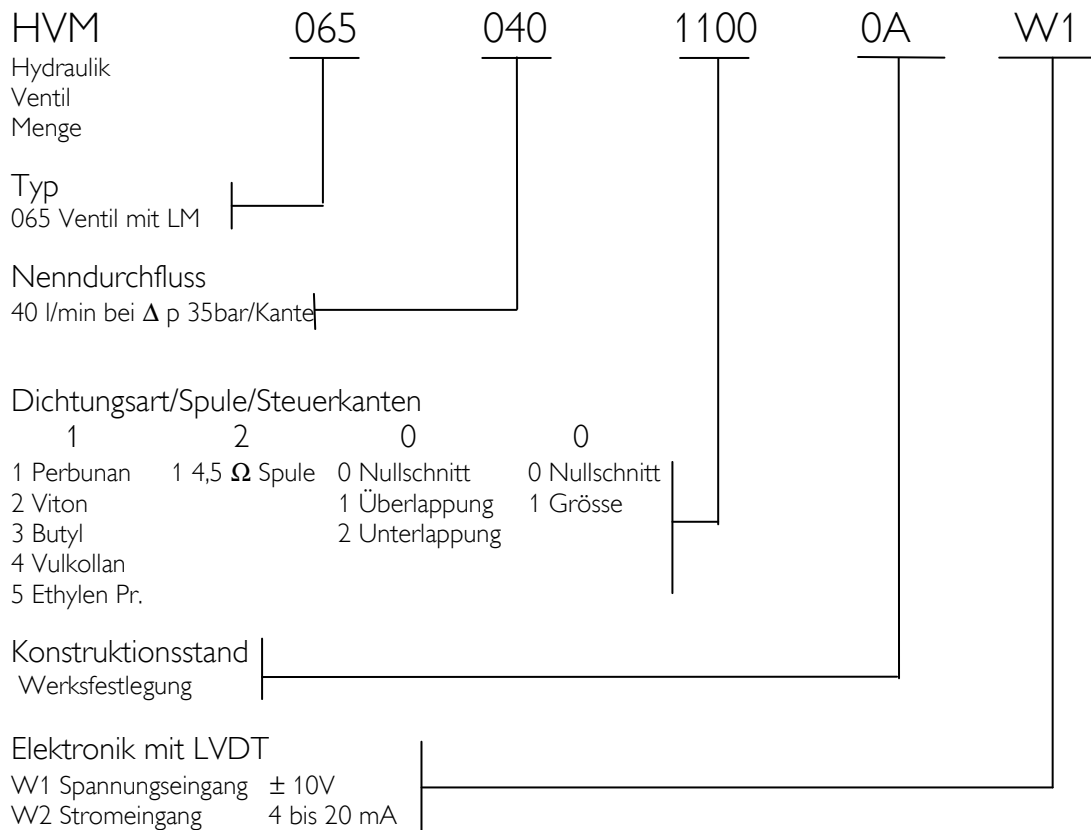 HVM 065 040 1100 0A W1
Hydraulik
Ventil
Menge
Typ
065 Ventil mit LM
Nenndurchfluss
40 l/min bei Δ p 35bar/Kante
Dichtungsart/Spule/Steuerkanten
1 2 0 0
1 Perbunan 1 4,5 Ω Spule 0 Nullschnitt 0 Nullschnitt
2 Viton 1 Überlappung 1 Grösse
3 Butyl 2 Unterlappung
4 Vulkollan
5 Ethylen Pr.
Konstruktionsstand
Werksfestlegung
Elektronik mit LVDT
W1 Spannungseingang ± 10V
W2 Stromeingang 4 bis 20 mA